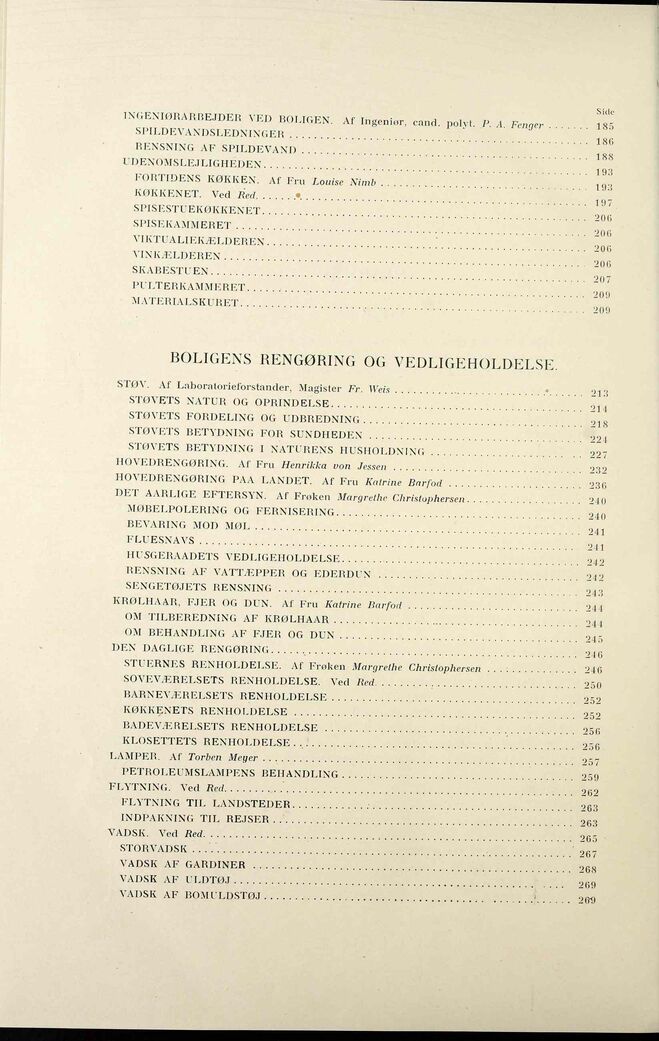 Side
INGENIØRARBEJDER VED BOLIGEN. Af Ingeniør, cand. polyt. P. A. Fenger ....... 185
SPILDEVANDSLEDNINGER ....... 186
RENSNING AF SPILDEVAND ....... 188
UDENOMSLEJLIGHEDEN ....... 193
FORTIDENS KØKKEN. Af Fru Louise Nimb ....... 193
KØKKENET. Ved Red. ....... 197
SPISESTUEKØKKENET ....... 206
SPISEKAMMERET ....... 206
VIKTUALIEKÆLDEREN ....... 206
VINKÆLDEREN ....... 206
SKABESTUEN ....... 207
PULTERKAMMERET ....... 209
MATERIALSKURET ....... 209
BOLIGENS RENGØRING OG VEDLIGEHOLDELSE.
STØV. Af Laboratorieforstander, Magister Fr. Weis ....... 213
STØVETS NATUR OG OPRINDELSE ....... 214
STØVETS FORDELING OG UDBREDNING ....... 218
STØVETS BETYDNING FOR SUNDHEDEN ....... 224
STØVETS BETYDNING I NATURENS HUSHOLDNING ....... 227
HOVEDRENGØRING. Af Fru Henrikka von Jessen ....... 232
HOVEDRENGØRING PAA LANDET. Af Fru Katrine Barfod ....... 236
DET AARLIGE EFTERSYN. Af Frøken Margrethe Christophersen ....... 240
MØBELPOLERING OG FERNISERING ....... 240
BEVARING MOD MØL ....... 241
FLUESNAVS ....... 241
HUSGERAADETS VEDLIGEHOLDELSE ....... 242
RENSNING AF VATTÆPPER OG EDERDUN ....... 242
SENGETØJETS RENSNING ....... 243
KRØLHAAR, FJER OG DUN. Af Fru Katrine Barfod ....... 244
OM TILBEREDNING AF KRØLHAAR ....... 244
OM BEHANDLING AF FJER OG DUN ....... 245
DEN DAGLIGE RENGØRING ....... 246
STUERNES RENHOLDELSE. Af Frøken Margrethe Christophersen ....... 246
SOVEVÆRELSETS RENHOLDELSE. Ved Red. ....... 250
BARNEVÆRELSETS RENHOLDELSE ....... 252
KØKKENETS RENHOLDELSE ....... 252
BADEVÆRELSETS RENHOLDELSE ....... 256
KLOSETTETS RENHOLDELSE ....... 256
LAMPER. Af Torben Meyer ....... 257
PETROLEUMSLAMPENS BEHANDLING ....... 259
FLYTNING. Ved Red. ....... 262
FLYTNING TIL LANDSTEDER ....... 263
INDPAKNING TIL REJSER ....... 263
VADSK. Ved Red. ....... 265
STORVADSK ....... 267
VADSK AF GARDINER ....... 268
VADSK AF ULDTØJ ....... 269
VADSK AF BOMULDSTØJ ....... 269